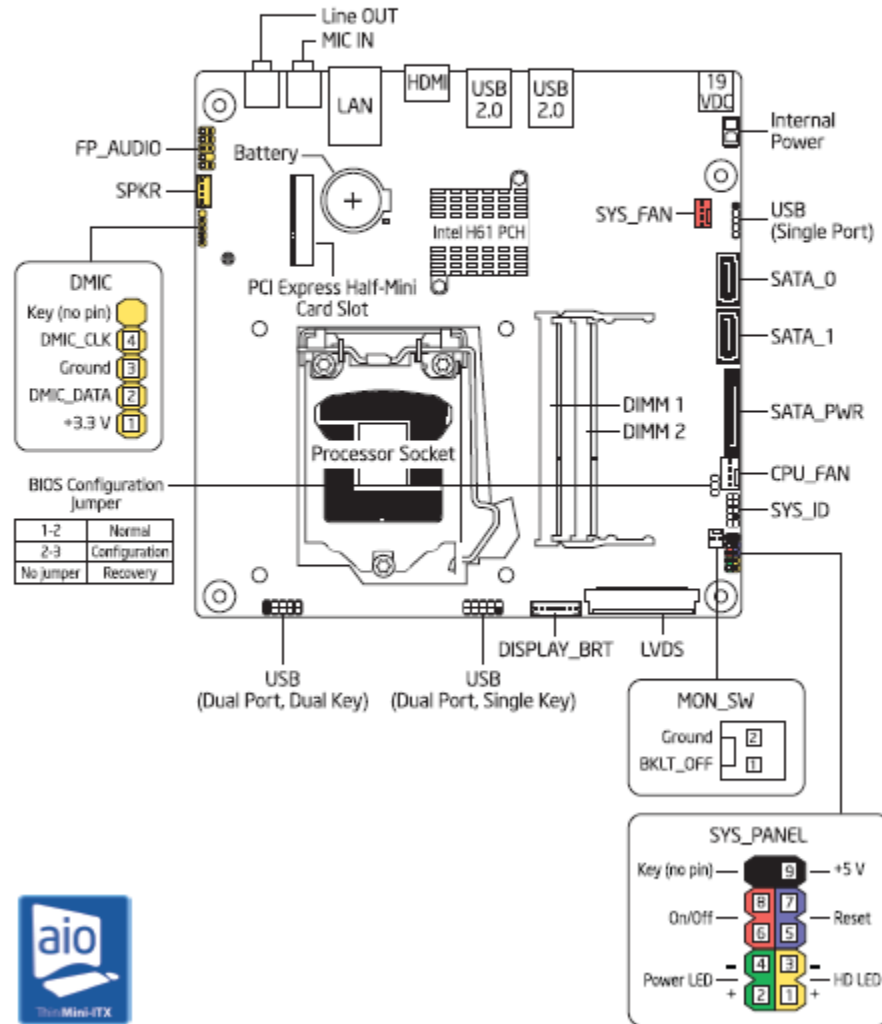 Line OUT
MIC IN
LAN
HDMI
USB
2.0
USB
2.0
19
VDC
Internal
Power
FP_AUDIO
Battery
SPKR
SYS_FAN
USB
(Single Port)
Intel H61 PCH
DMIC
Key (no pin)
DMIC_CLK 4
Ground 3
DMIC_DATA 2
+3.3 V 1
PCI Express Half-Mini
Card Slot
SATA_0
SATA_1
DIMM 1
DIMM 2
SATA_PWR
Processor Socket
CPU_FAN
SYS_ID
BIOS Configuration
Jumper
1-2 Normal
2-3 Configuration
No jumper Recovery
DISPLAY_BRT
LVDS
USB
(Dual Port, Dual Key)
USB
(Dual Port, Single Key)
MON_SW
Ground 2
BKLT_OFF 1
SYS_PANEL
Key (no pin) 9 +5 V
8 7
On/Off Reset
6 5
- 4 3 -
Power LED HD LED
+ 2 1 +
aio
Thin Mini-ITX